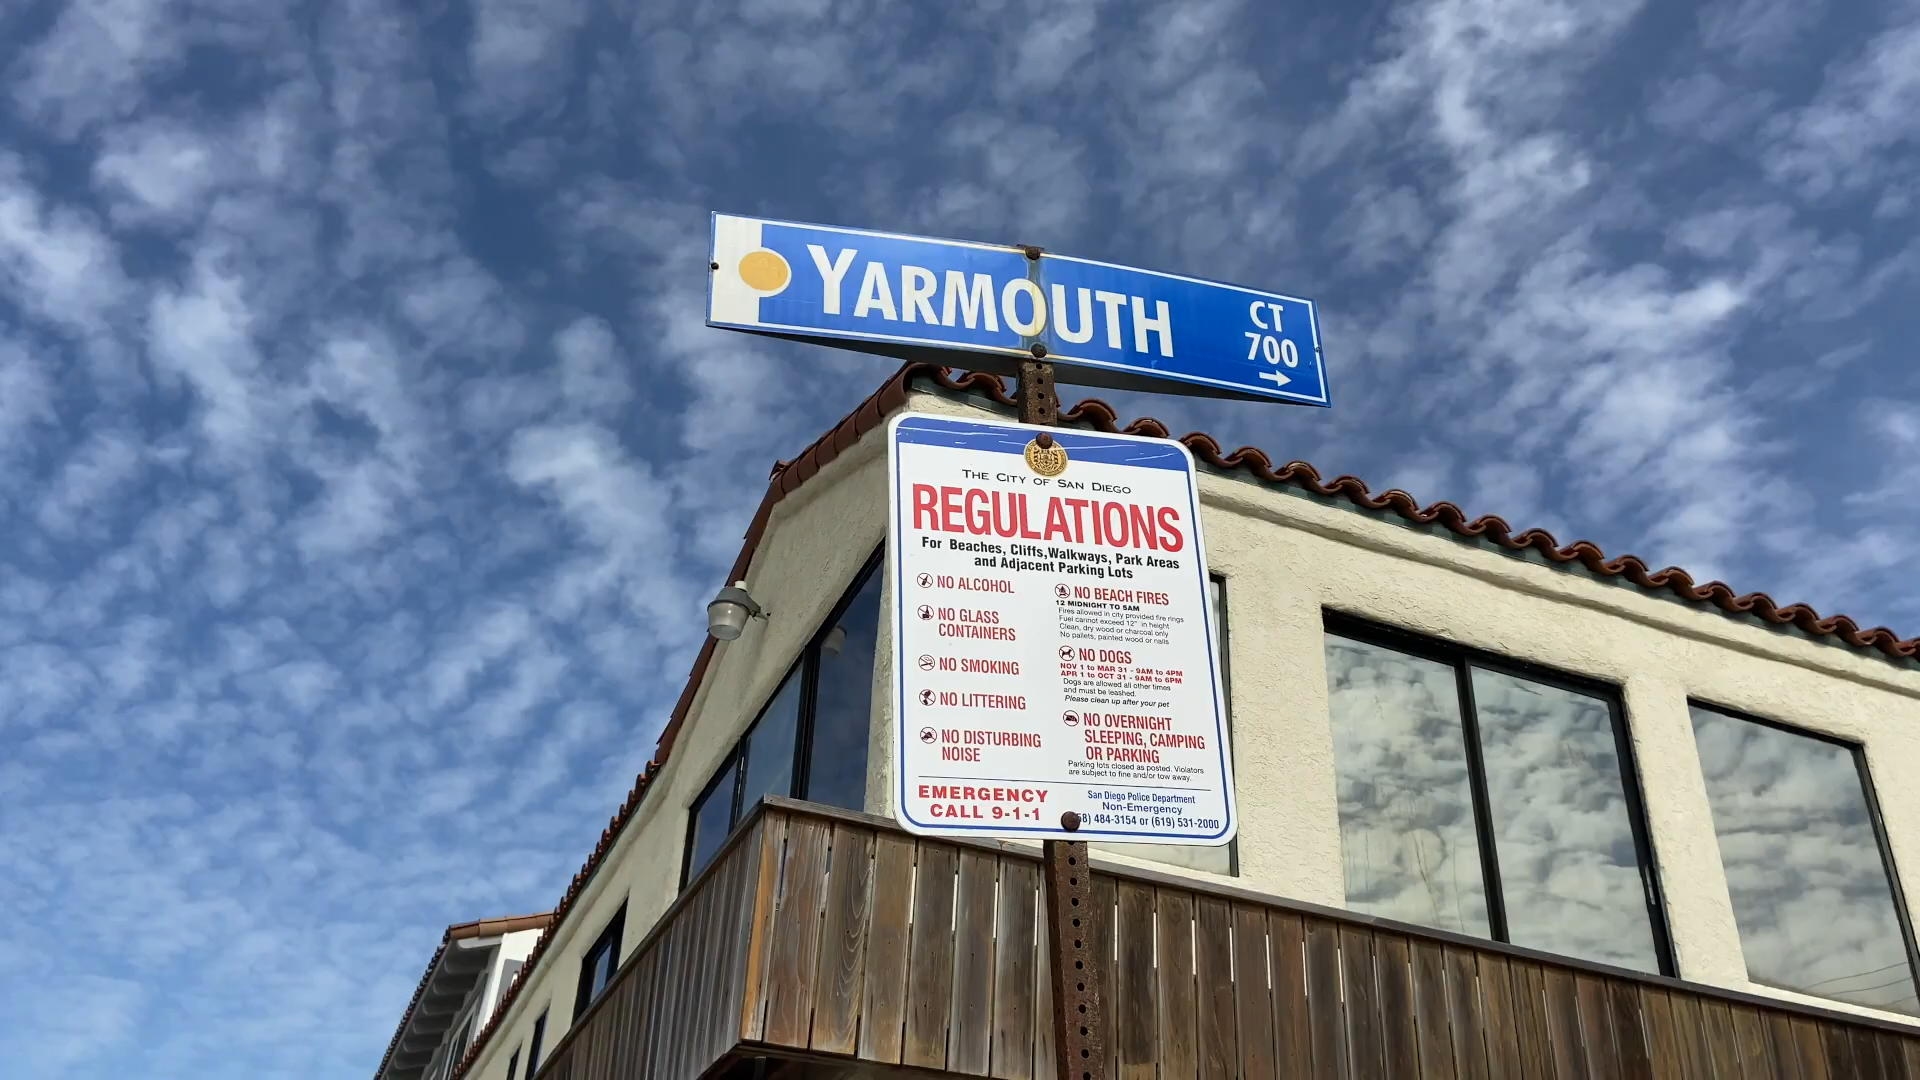 YARMOUTH
CT
700
THE CITY OF SAN DIEGO
REGULATIONS
For Beaches, Cliffs, Walkways, Park Areas
and Adjacent Parking Lots
NO ALCOHOL
NO GLASS
CONTAINERS
NO SMOKING
NO LITTERING
NO DISTURBING
NOISE
NO BEACH FIRES
12 MIDNIGHT TO 5AM
Fires allowed in city provided fire rings
Fuel cannot exceed 12" in height
Clean, dry wood or charcoal only
No pallets, painted wood or nails
NO DOGS
NOV 1 to MAR 31 - 9AM to 4PM
APR 1 to OCT 31 - 9AM to 6PM
Dogs are allowed all other times
and must be leashed.
Please clean up after your pet
NO OVERNIGHT
SLEEPING, CAMPING
OR PARKING
Parking lots closed as posted. Violators
are subject to fine and/or tow away.
EMERGENCY
CALL 9-1-1
San Diego Police Department
Non-Emergency
58) 484-3154 or (619) 531-2000